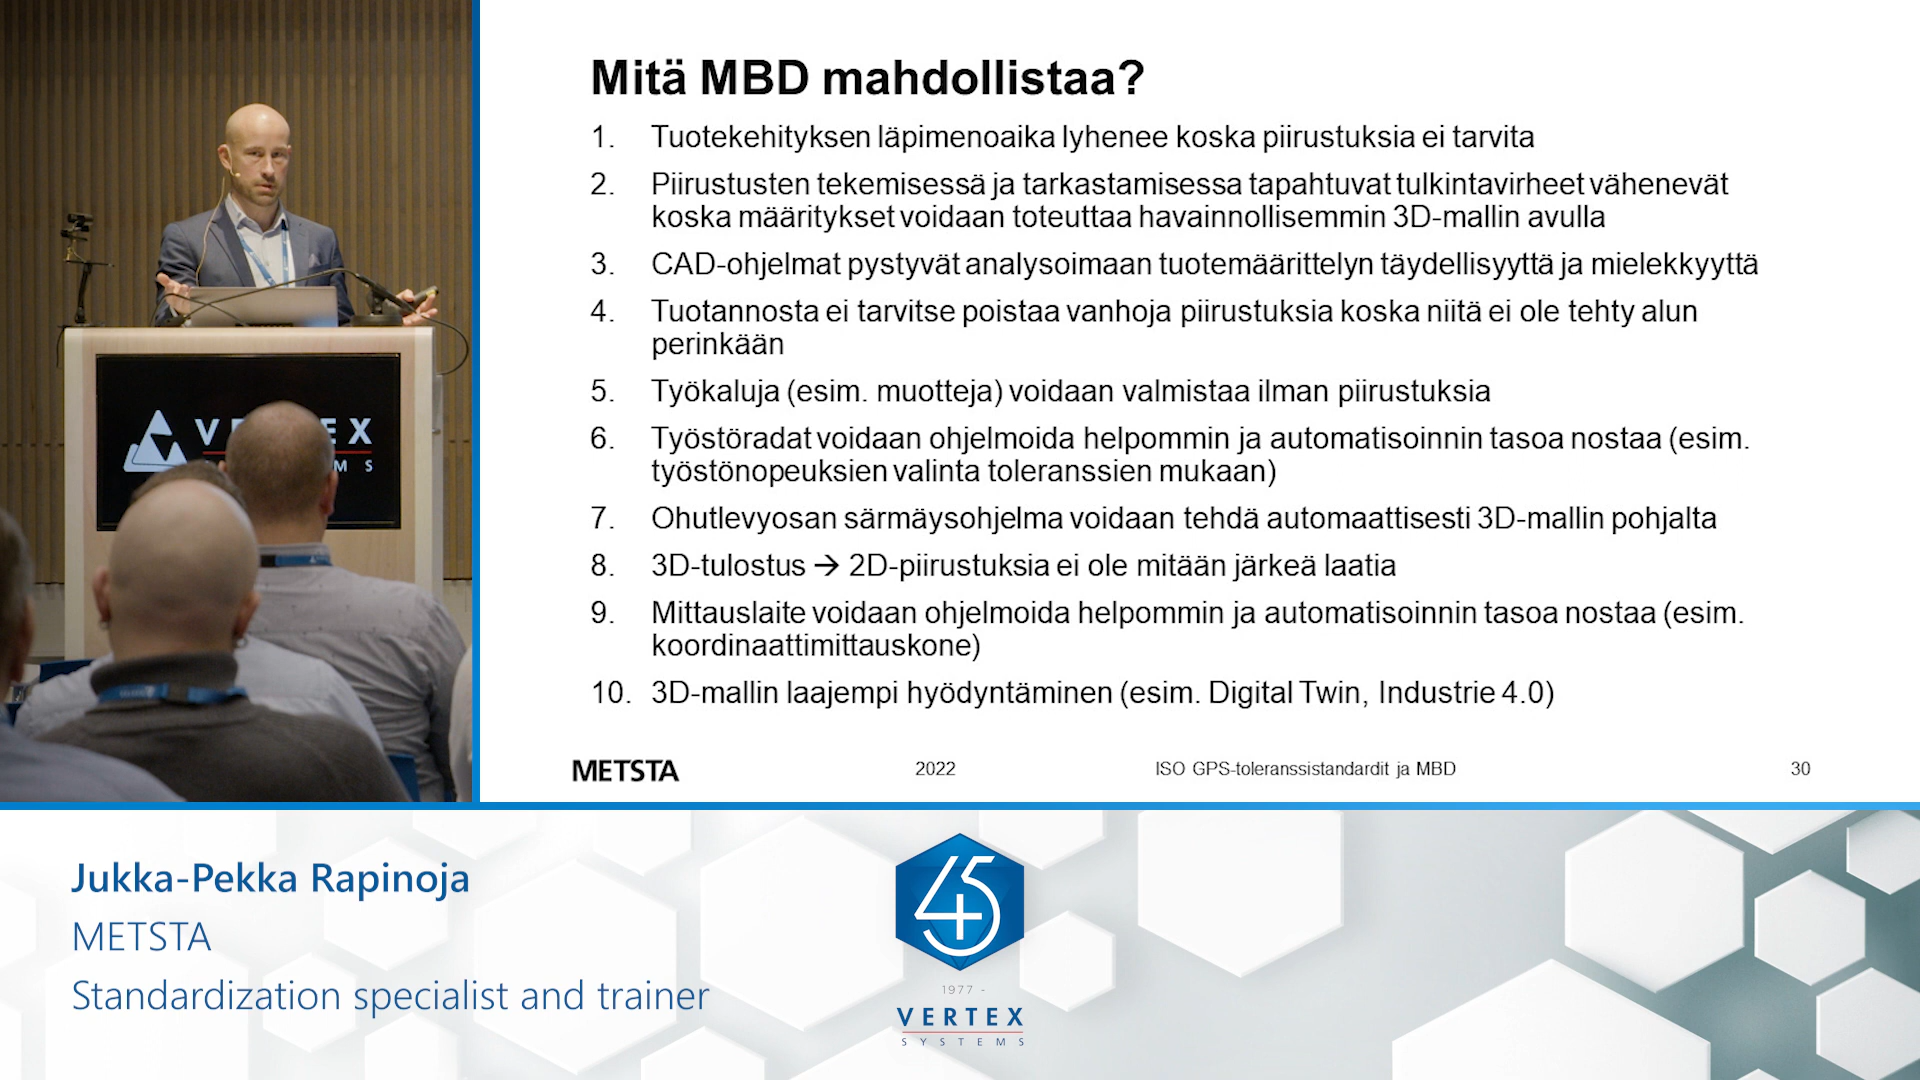 Mitä MBD mahdollistaa?
1. Tuotekehityksen läpimenoaika lyhenee koska piirustuksia ei tarvita
2. Piirustusten tekemisessä ja tarkastamisessa tapahtuvat tulkintavirheet vähenevät
koska määritykset voidaan toteuttaa havainnollisemmin 3D-mallin avulla
3. CAD-ohjelmat pystyvät analysoimaan tuotemäärittelyn täydellisyyttä ja mielekkyyttä
4. Tuotannosta ei tarvitse poistaa vanhoja piirustuksia koska niitä ei ole tehty alun
perinkään
5. Työkaluja (esim. muotteja) voidaan valmistaa ilman piirustuksia
6. Työstöradat voidaan ohjelmoida helpommin ja automatisoinnin tasoa nostaa (esim.
työstönopeuksien valinta toleranssien mukaan)
7. Ohutlevyosan särmäysohjelma voidaan tehdä automaattisesti 3D-mallin pohjalta
8. 3D-tulostus → 2D-piirustuksia ei ole mitään järkeä laatia
9. Mittauslaite voidaan ohjelmoida helpommin ja automatisoinnin tasoa nostaa (esim.
koordinaattimittauskone)
10. 3D-mallin laajempi hyödyntäminen (esim. Digital Twin, Industrie 4.0)
METSTA 2022 ISO GPS-toleranssistandardit ja MBD 30
Jukka-Pekka Rapinoja
METSTA
Standardization specialist and trainer
45
1977 -
VERTEX
SYSTEMS